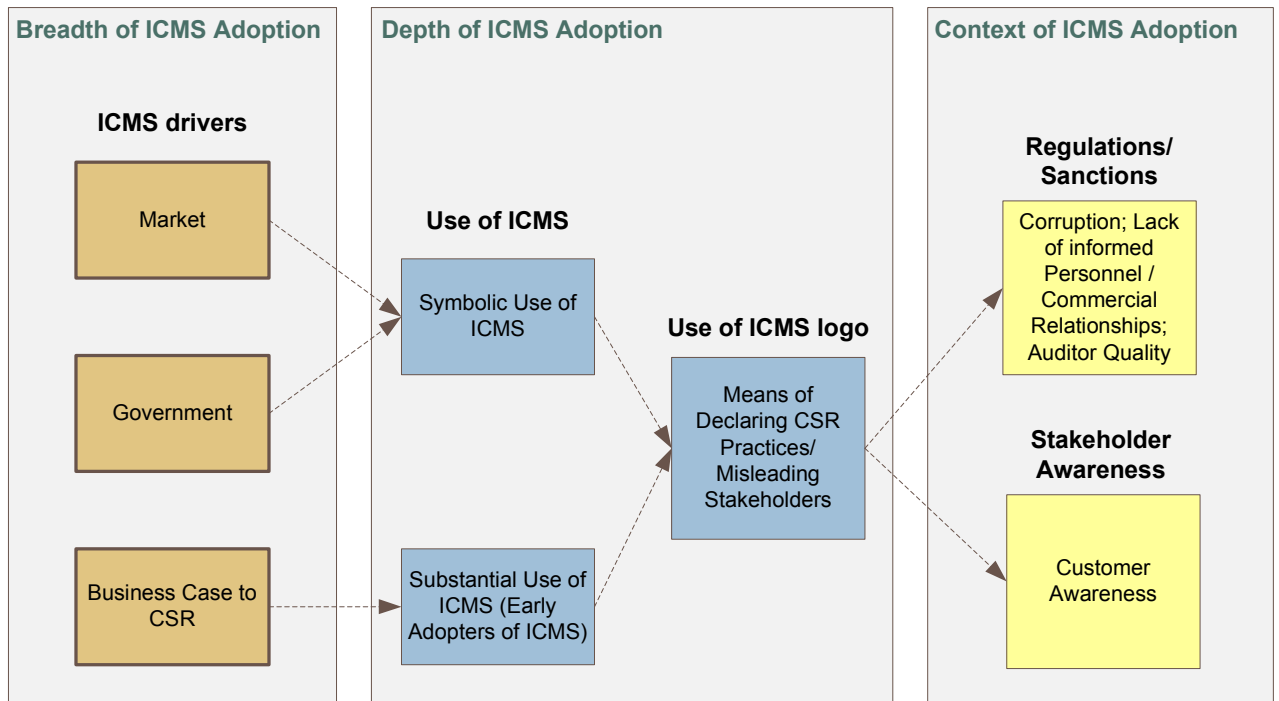 Breadth of ICMS Adoption
ICMS drivers
Market
Government
Business Case to
CSR
Depth of ICMS Adoption
Use of ICMS
Symbolic Use of
ICMS
Substantial Use of
ICMS (Early
Adopters of ICMS)
Use of ICMS logo
Means of
Declaring CSR
Practices/
Misleading
Stakeholders
Context of ICMS Adoption
Regulations/
Sanctions
Corruption; Lack
of informed
Personnel /
Commercial
Relationships;
Auditor Quality
Stakeholder
Awareness
Customer
Awareness